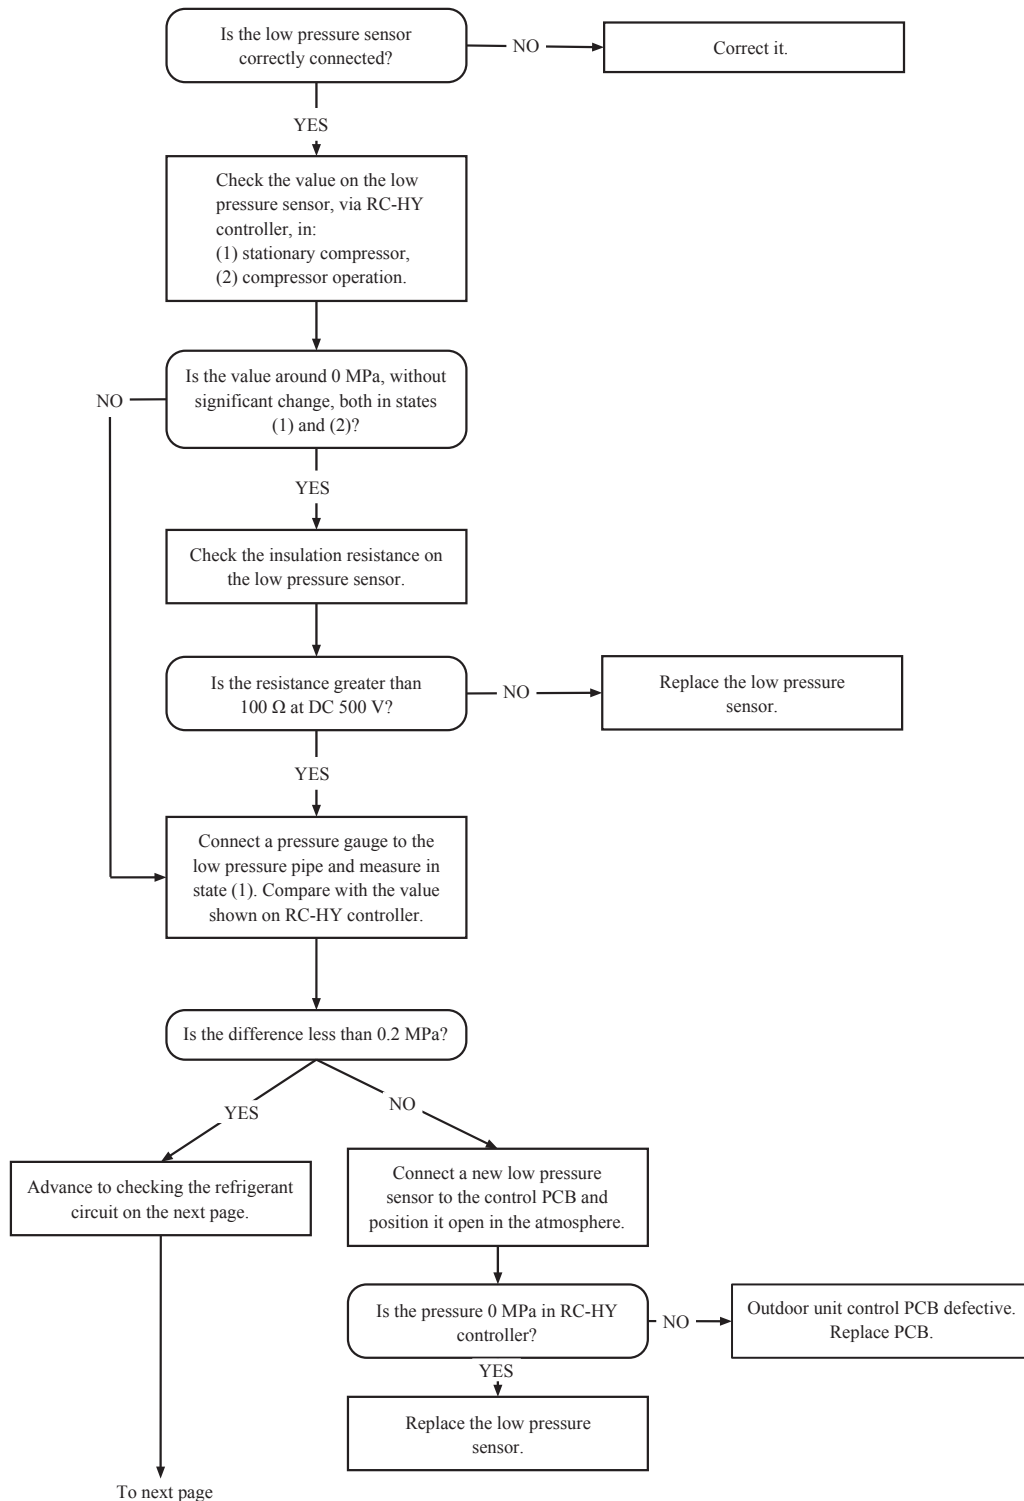 Is the low pressure sensor
correctly connected?
NO
Correct it.
YES
Check the value on the low
pressure sensor, via RC-HY
controller, in:
(1) stationary compressor,
(2) compressor operation.
Is the value around 0 MPa, without
significant change, both in states
(1) and (2)?
NO
YES
Check the insulation resistance on
the low pressure sensor.
Is the resistance greater than
100 Ω at DC 500 V?
NO
Replace the low pressure
sensor.
YES
Connect a pressure gauge to the
low pressure pipe and measure in
state (1). Compare with the value
shown on RC-HY controller.
Is the difference less than 0.2 MPa?
YES
NO
Advance to checking the refrigerant
circuit on the next page.
Connect a new low pressure
sensor to the control PCB and
position it open in the atmosphere.
Is the pressure 0 MPa in RC-HY
controller?
NO
Outdoor unit control PCB defective.
Replace PCB.
YES
Replace the low pressure
sensor.
To next page